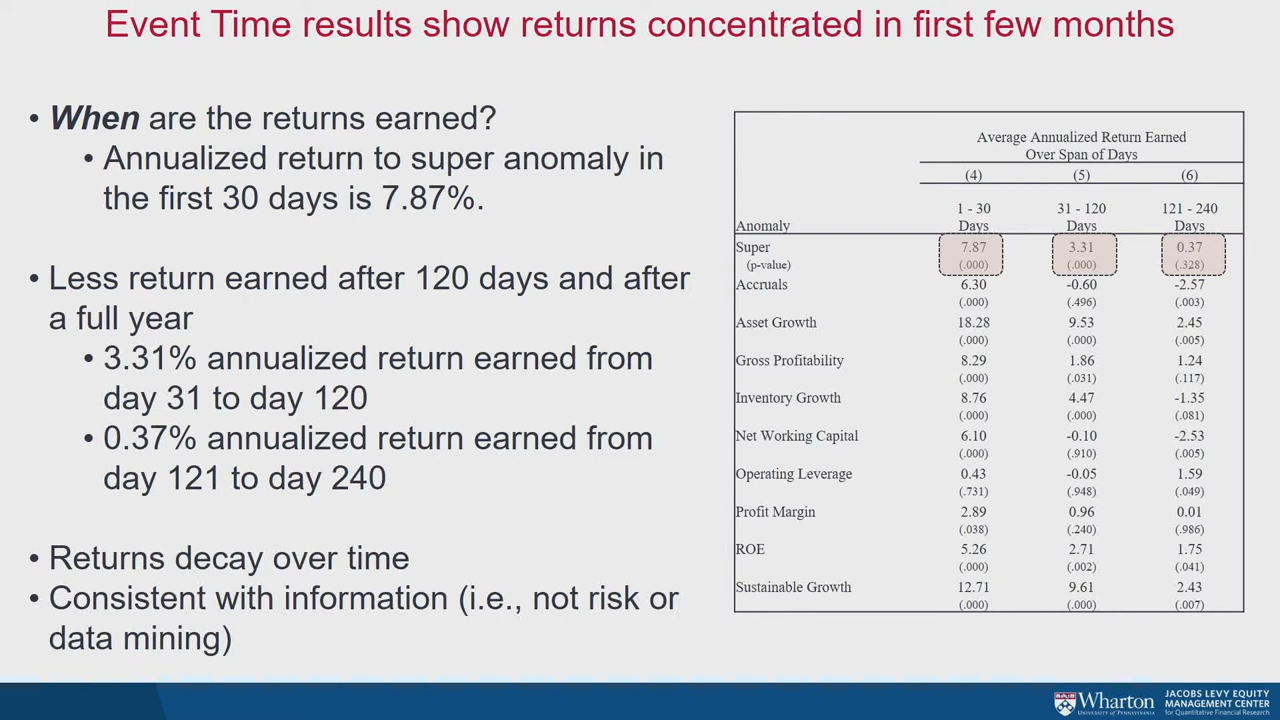 Event Time results show returns concentrated in first few months
• When are the returns earned?
• Annualized return to super anomaly in
the first 30 days is 7.87%.
• Less return earned after 120 days and after
a full year
• 3.31% annualized return earned from
day 31 to day 120
• 0.37% annualized return earned from
day 121 to day 240
• Returns decay over time
• Consistent with information (i.e., not risk or
data mining)
Average Annualized Return Earned
Over Span of Days
(4) (5) (6)
1 - 30 31 - 120 121 - 240
Anomaly Days Days Days
Super 7.87 3.31 0.37
(p-value) (.000) (.000) (.328)
Accruals 6.30 -0.60 -2.57
(.000) (.496) (.003)
Asset Growth 18.28 9.53 2.45
(.000) (.000) (.005)
Gross Profitability 8.29 1.86 1.24
(.000) (.031) (.117)
Inventory Growth 8.76 4.47 -1.35
(.000) (.000) (.081)
Net Working Capital 6.10 -0.10 -2.53
(.000) (.910) (.005)
Operating Leverage 0.43 -0.05 1.59
(.731) (.948) (.049)
Profit Margin 2.89 0.96 0.01
(.038) (.240) (.986)
ROE 5.26 2.71 1.75
(.000) (.002) (.041)
Sustainable Growth 12.71 9.61 2.43
(.000) (.000) (.007)
Wharton
UNIVERSITY of PENNSYLVANIA
JACOBS LEVY EQUITY
MANAGEMENT CENTER
for Quantitative Financial Research